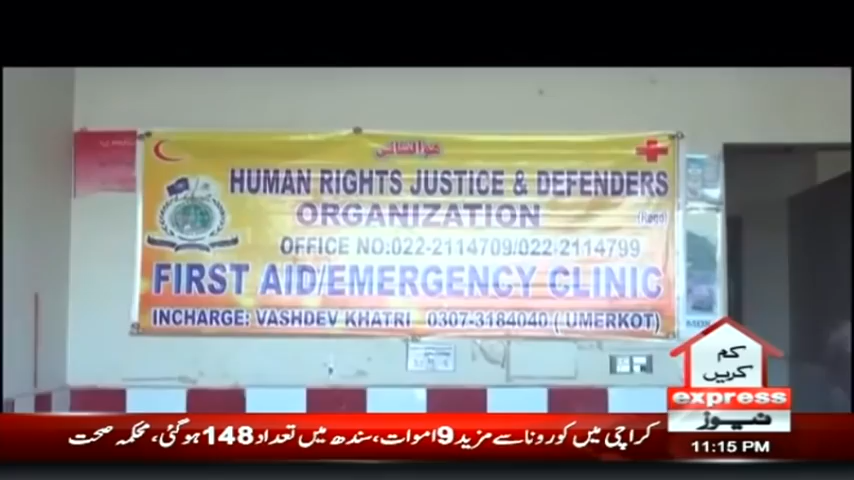 هوالشافی
HUMAN RIGHTS JUSTICE & DEFENDERS
ORGANIZATION (Regd)
OFFICE NO:022-2114709/022-2114799
FIRST AID/EMERGENCY CLINIC
INCHARGE: VASHDEV KHATRI 0307-3184040 (UMERKOT)
کم
کریں
express
نیوز
کراچی میں کورونا سے مزید 9 اموات، سندھ میں تعداد 148 ہوگئی، محکمہ صحت
11:15 PM